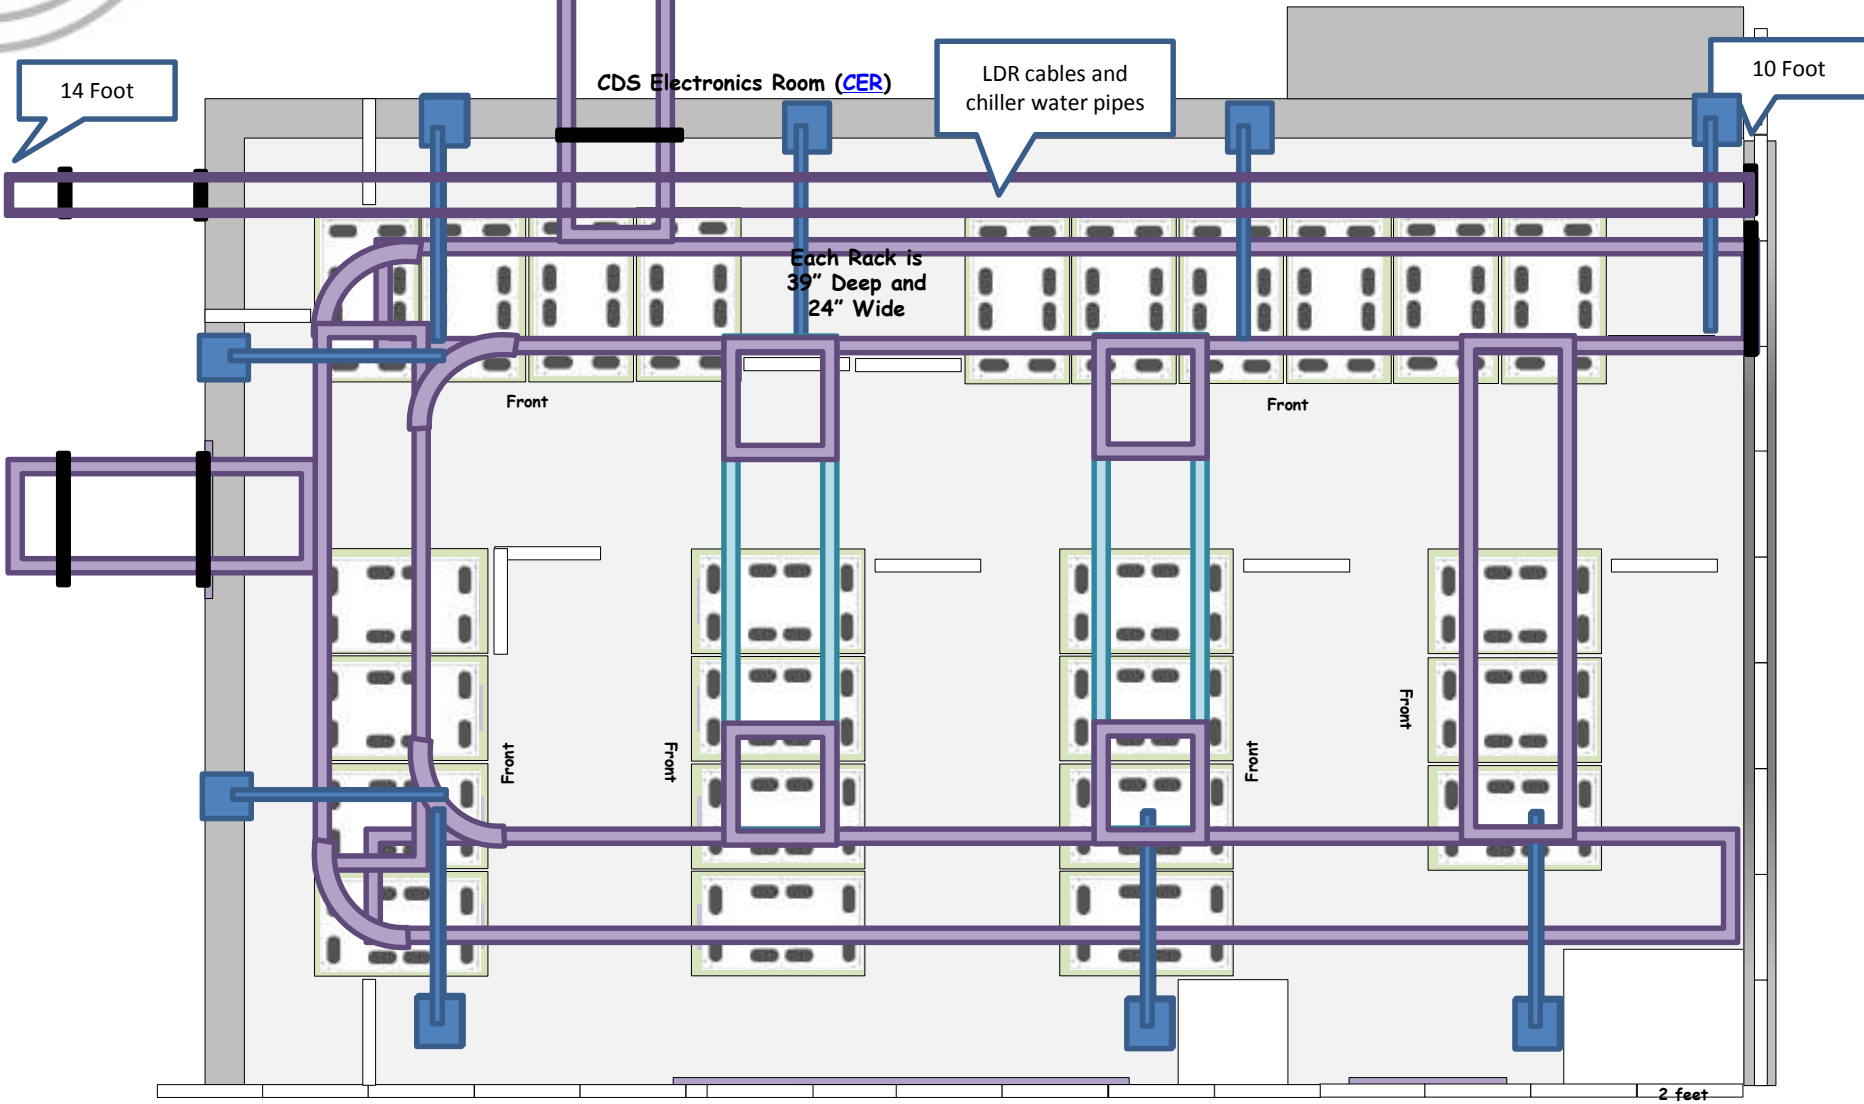 14 Foot
CDS Electronics Room (CER)
LDR cables and
chiller water pipes
10 Foot
Each Rack is
39” Deep and
24” Wide
Front
Front
Front
Front
Front
Front
2 feet